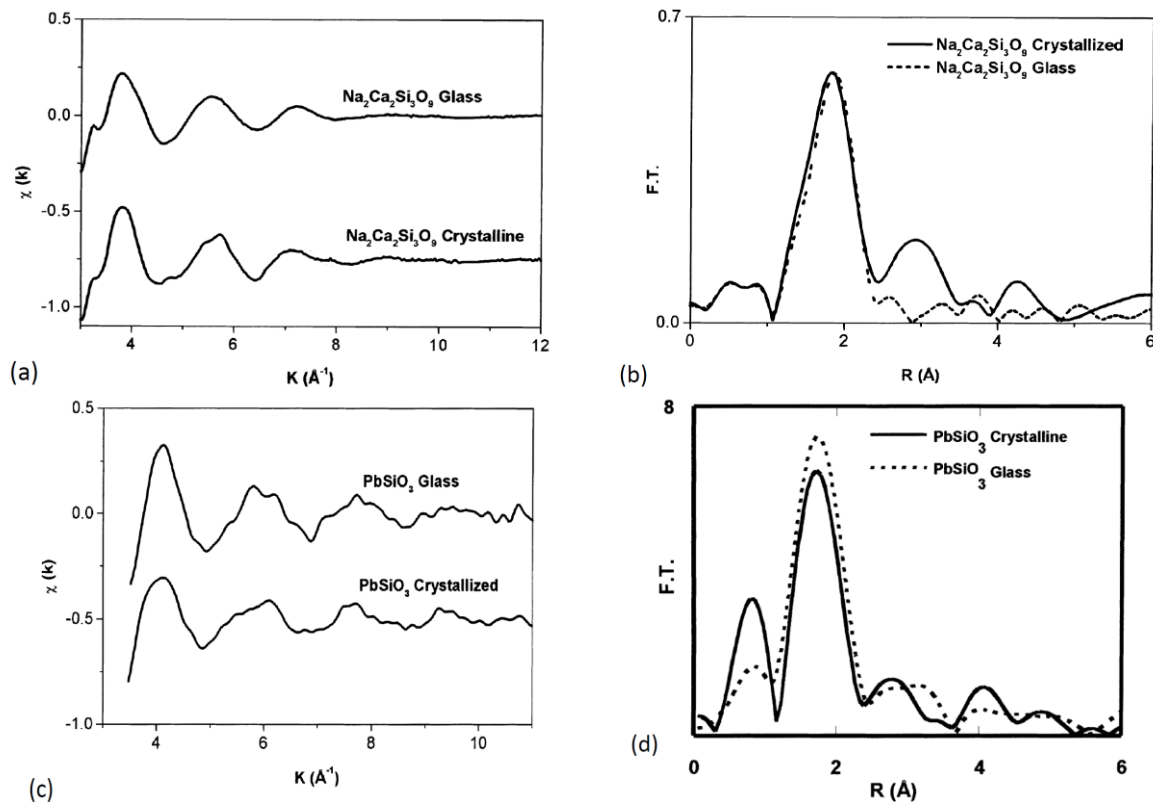 0.5
0.0
-0.5
-1.0
χ (k)
Na₂Ca₂Si₃O₉ Glass
Na₂Ca₂Si₃O₉ Crystalline
4 6 8 10 12
K (Å⁻¹)
(a)
0.7
0.0
F.T.
Na₂Ca₂Si₃O₉ Crystallized
Na₂Ca₂Si₃O₉ Glass
0 2 4 6
R (Å)
(b)
0.5
0.0
-0.5
-1.0
χ (k)
PbSiO₃ Glass
PbSiO₃ Crystallized
4 6 8 10
K (Å⁻¹)
(c)
8
F.T.
PbSiO₃ Crystalline
PbSiO₃ Glass
0 2 4 6
R (Å)
(d)